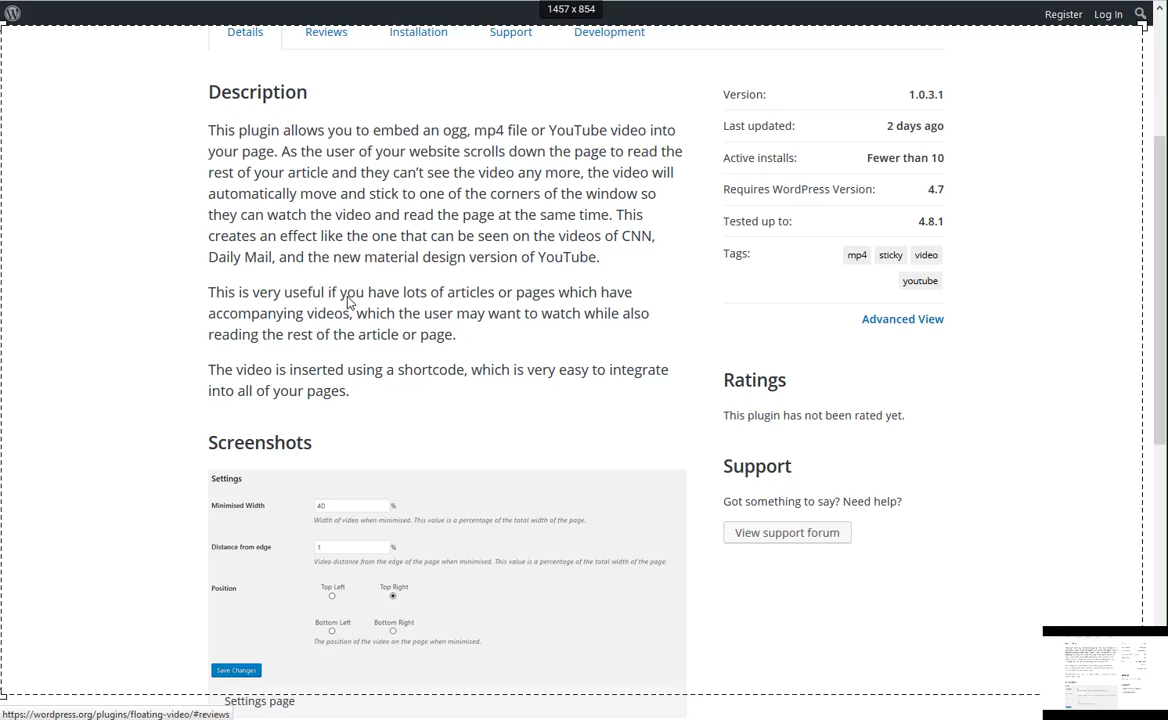 1457 x 854
Register Log In
Details Reviews Installation Support Development
Description
This plugin allows you to embed an ogg, mp4 file or YouTube video into
your page. As the user of your website scrolls down the page to read the
rest of your article and they can't see the video any more, the video will
automatically move and stick to one of the corners of the window so
they can watch the video and read the page at the same time. This
creates an effect like the one that can be seen on the videos of CNN,
Daily Mail, and the new material design version of YouTube.
This is very useful if you have lots of articles or pages which have
accompanying videos, which the user may want to watch while also
reading the rest of the article or page.
The video is inserted using a shortcode, which is very easy to integrate
into all of your pages.
Screenshots
Settings
Minimised Width 40 %
Width of video when minimised. This value is a percentage of the total width of the page.
Distance from edge 1 %
Video distance from the edge of the page when minimised. This value is a percentage of the total width of the page.
Position Top Left Top Right
Bottom Left Bottom Right
The position of the video on the page when minimised.
Save Changes
Settings page
Version: 1.0.3.1
Last updated: 2 days ago
Active installs: Fewer than 10
Requires WordPress Version: 4.7
Tested up to: 4.8.1
Tags: mp4 sticky video
youtube
Advanced View
Ratings
This plugin has not been rated yet.
Support
Got something to say? Need help?
View support forum
https://wordpress.org/plugins/floating-video/#reviews